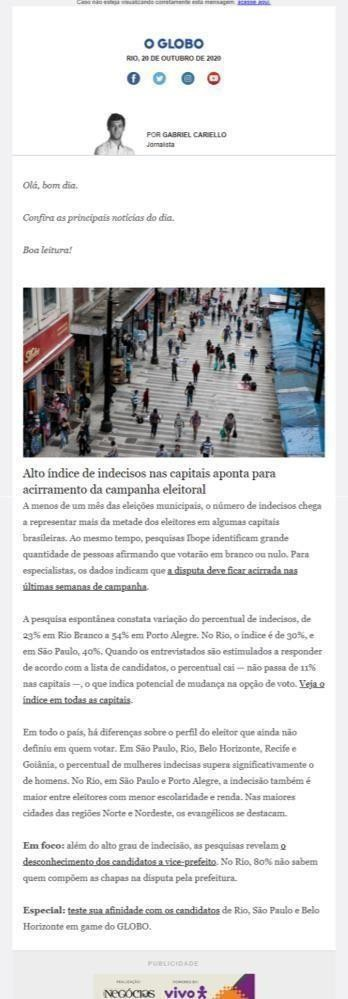 Caso não esteja visualizando corretamente esta mensagem, acesse aqui.
O GLOBO
RIO, 20 DE OUTUBRO DE 2020
POR GABRIEL CARIELLO
Jornalista
Olá, bom dia.
Confira as principais notícias do dia.
Boa leitura!
Alto índice de indecisos nas capitais aponta para
acirramento da campanha eleitoral
A menos de um mês das eleições municipais, o número de indecisos chega
a representar mais da metade dos eleitores em algumas capitais
brasileiras. Ao mesmo tempo, pesquisas Ibope identificam grande
quantidade de pessoas afirmando que votarão em branco ou nulo. Para
especialistas, os dados indicam que a disputa deve ficar acirrada nas
últimas semanas de campanha.
A pesquisa espontânea constata variação do percentual de indecisos, de
23% em Rio Branco a 54% em Porto Alegre. No Rio, o índice é de 30%, e
em São Paulo, 40%. Quando os entrevistados são estimulados a responder
de acordo com a lista de candidatos, o percentual cai — não passa de 11%
nas capitais —, o que indica potencial de mudança na opção de voto. Veja o
índice em todas as capitais.
Em todo o país, há diferenças sobre o perfil do eleitor que ainda não
definiu em quem votar. Em São Paulo, Rio, Belo Horizonte, Recife e
Goiânia, o percentual de mulheres indecisas supera significativamente o
de homens. No Rio, em São Paulo e Porto Alegre, a indecisão também é
maior entre eleitores com menor escolaridade e renda. Nas maiores
cidades das regiões Norte e Nordeste, os evangélicos se destacam.
Em foco: além do alto grau de indecisão, as pesquisas revelam o
desconhecimento dos candidatos a vice-prefeito. No Rio, 80% não sabem
quem compõem as chapas na disputa pela prefeitura.
Especial: teste sua afinidade com os candidatos de Rio, São Paulo e Belo
Horizonte em game do GLOBO.
PUBLICIDADE
NEGÓCIOS vivo